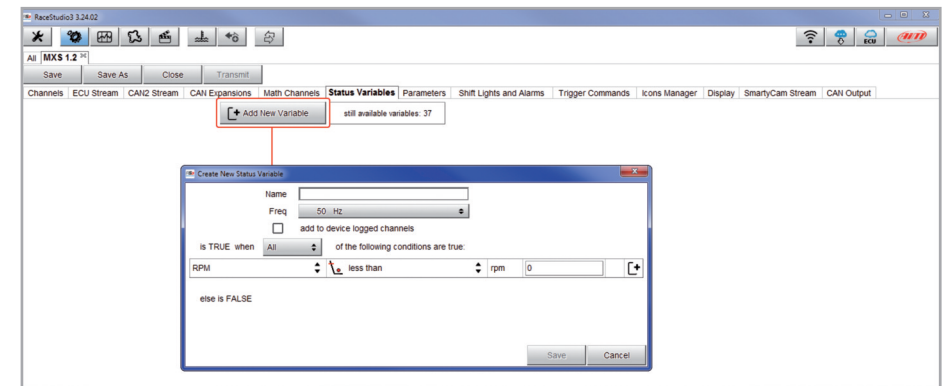 RaceStudio3 3.24.02
ECU
All MXS 1.2
Save Save As Close Transmit
Channels ECU Stream CAN2 Stream CAN Expansions Math Channels Status Variables Parameters Shift Lights and Alarms Trigger Commands Icons Manager Display SmartyCam Stream CAN Output
Add New Variable still available variables: 37
Create New Status Variable
Name
Freq 50 Hz
add to device logged channels
is TRUE when All of the following conditions are true:
RPM less than rpm 0
else is FALSE
Save Cancel